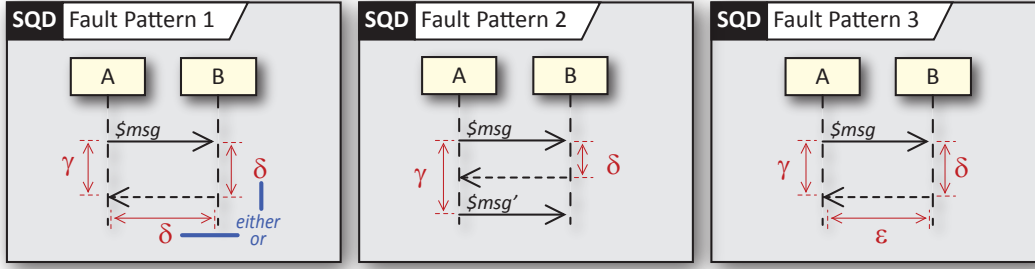 SQD Fault Pattern 1
A B
$msg
γ δ
either
δ or
SQD Fault Pattern 2
A B
$msg
γ δ
$msg'
SQD Fault Pattern 3
A B
$msg
γ δ
ε